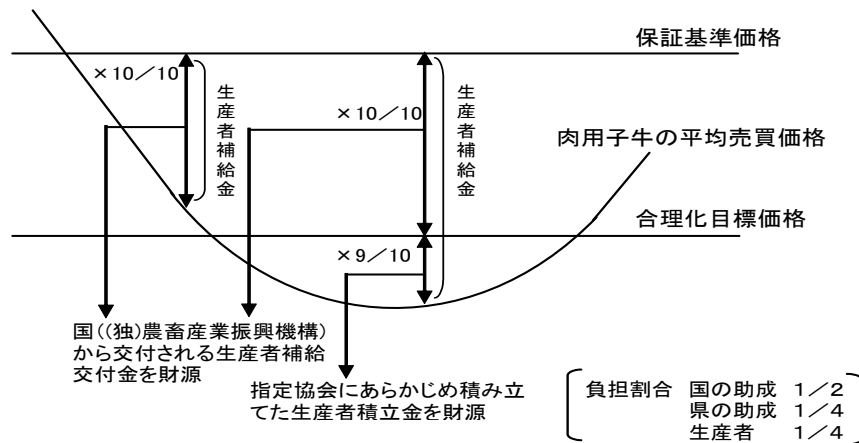 保証基準価格
×10/10
生産者補給金
×10/10
生産者補給金
肉用子牛の平均売買価格
合理化目標価格
×9/10
国((独)農畜産業振興機構)
から交付される生産者補給
交付金を財源
指定協会にあらかじめ積み立
てた生産者積立金を財源
負担割合 国の助成 1/2
県の助成 1/4
生産者 1/4